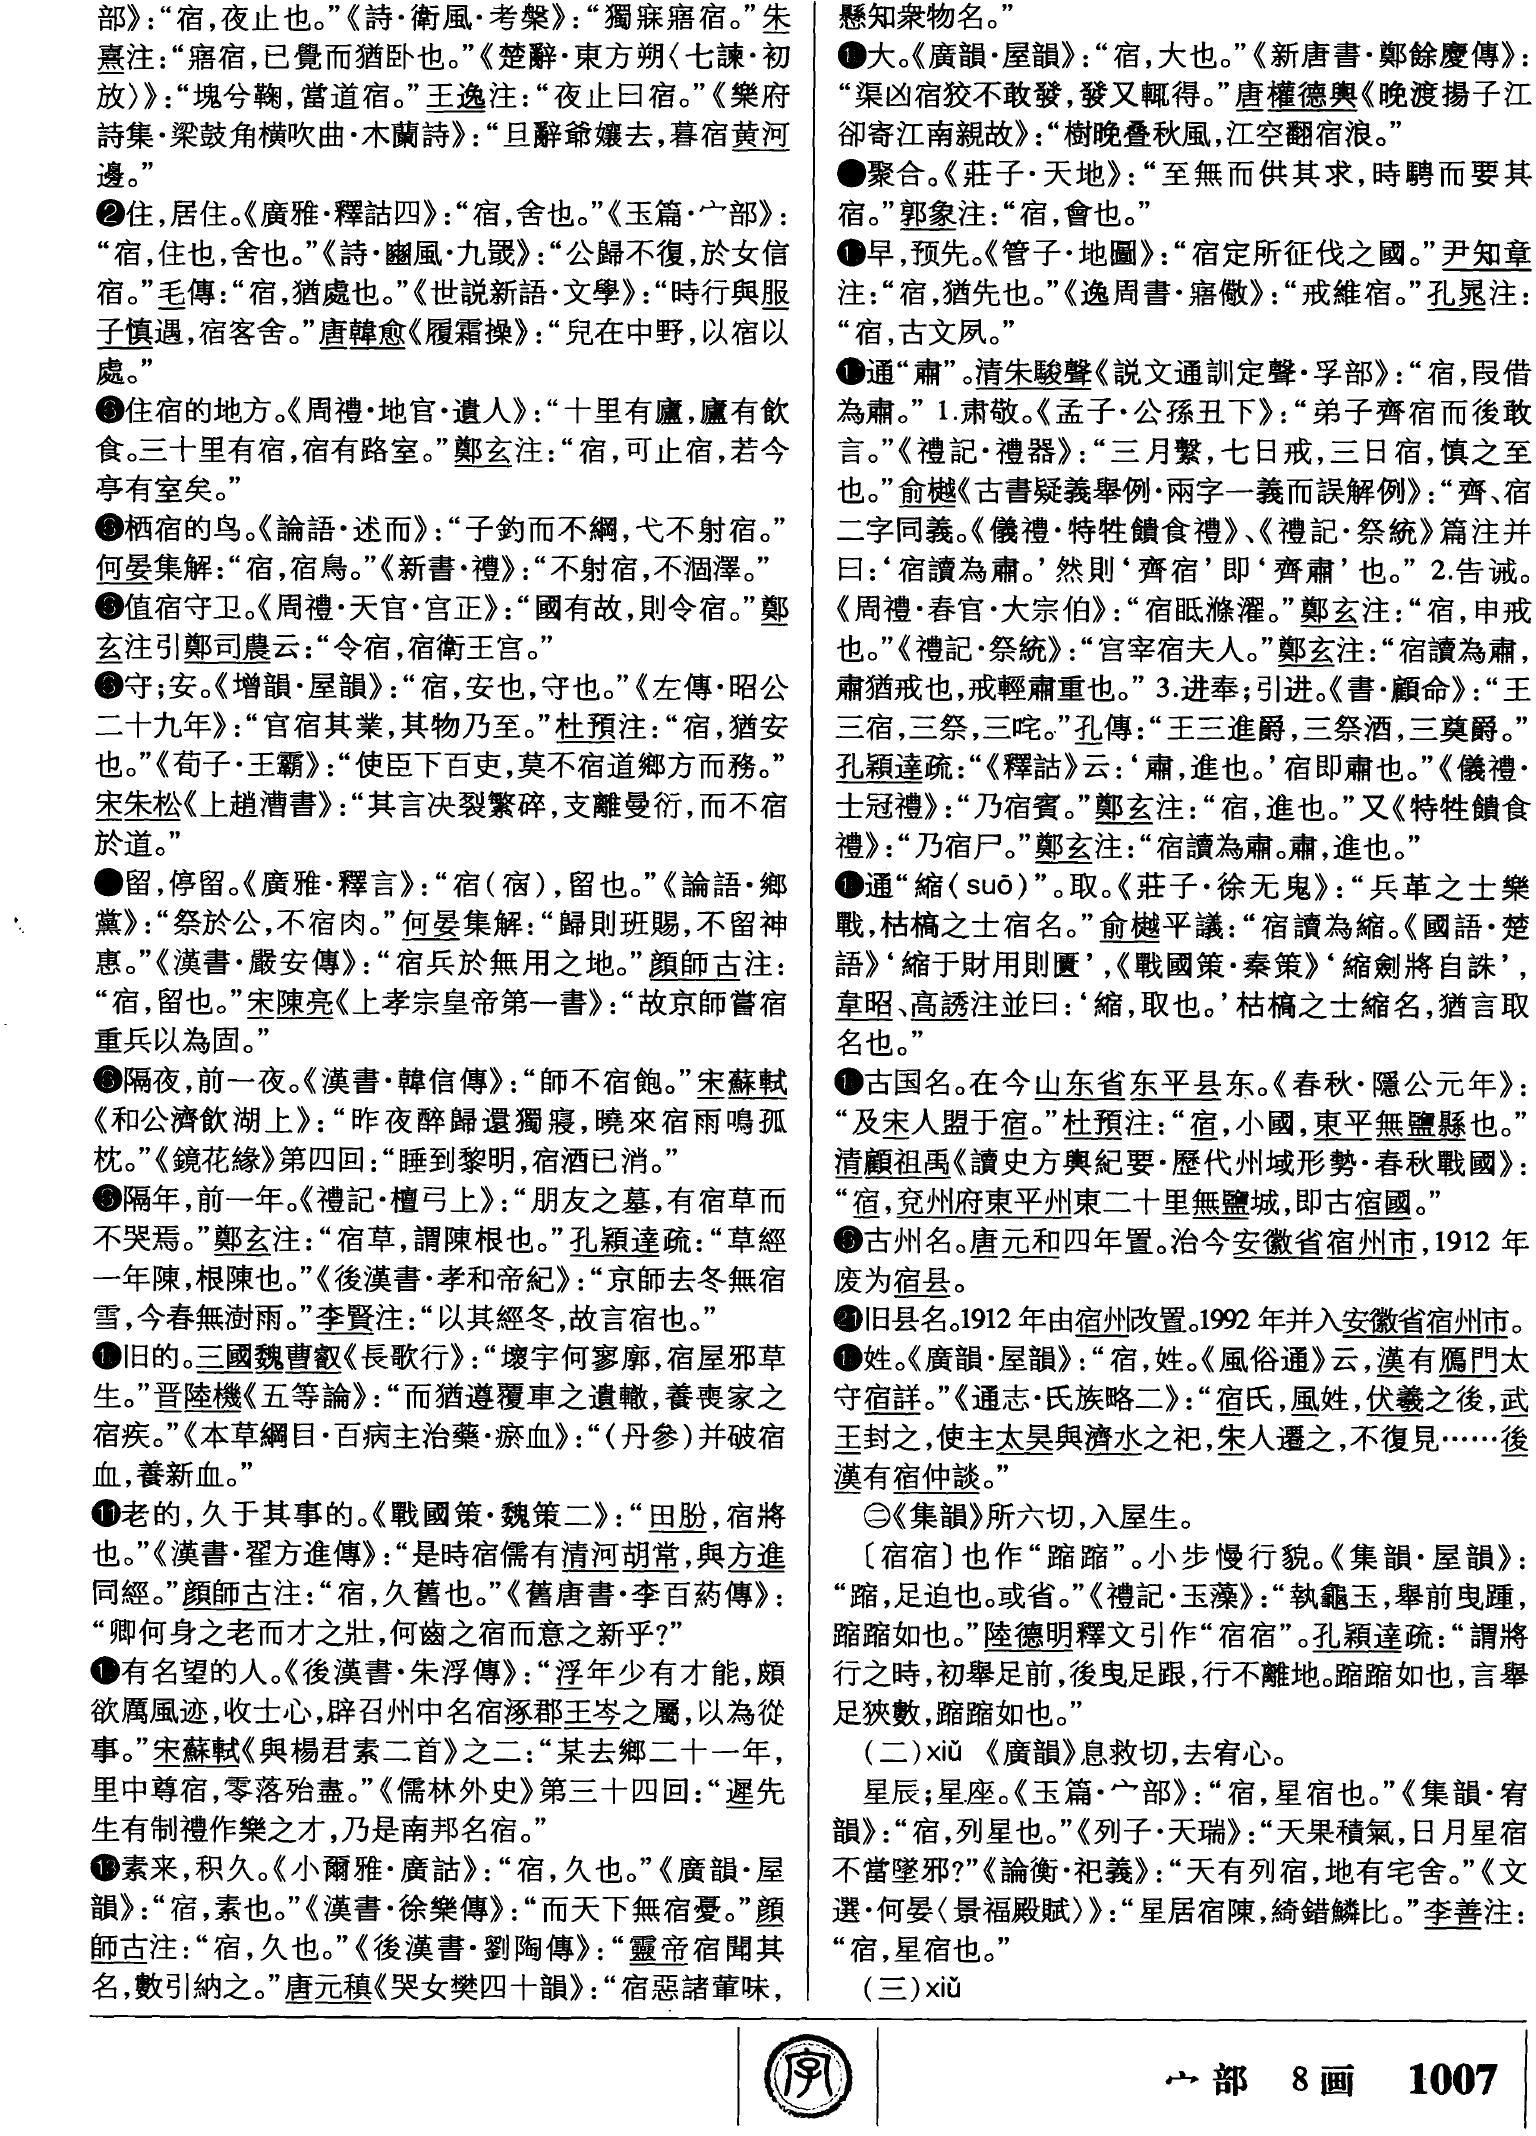 部》：“宿，夜止也。”《詩·衛風·考槃》：“獨寐寤宿。”朱
熹注：“寤宿，已覺而猶卧也。”《楚辭·東方朔〈七諫·初
放〉》：“塊兮鞠，當道宿。”王逸注：“夜止曰宿。”《樂府
詩集·梁鼓角橫吹曲·木蘭詩》：“旦辭爺孃去，暮宿黄河
邊。”
❷住，居住。《廣雅·釋詁四》：“宿，舍也。”《玉篇·宀部》：
“宿，住也，舍也。”《詩·豳風·九罭》：“公歸不復，於女信
宿。”毛傳：“宿，猶處也。”《世説新語·文學》：“時行與服
子慎遇，宿客舍。”唐韓愈《履霜操》：“兒在中野，以宿以
處。”
❸住宿的地方。《周禮·地官·遺人》：“十里有廬，廬有飲
食。三十里有宿，宿有路室。”鄭玄注：“宿，可止宿，若今
亭有室矣。”
栖宿的鸟。《論語·述而》：“子釣而不綱，弋不射宿。”
何晏集解：“宿，宿鳥。”《新書·禮》：“不射宿，不涸澤。”
值宿守卫。《周禮·天官·宫正》：“國有故，則令宿。”鄭
玄注引鄭司農云：“令宿，宿衛王宫。”
❻守；安。《增韻·屋韻》：“宿，安也，守也。”《左傳·昭公
二十九年》：“官宿其業，其物乃至。”杜預注：“宿，猶安
也。”《荀子·王霸》：“使臣下百吏，莫不宿道鄉方而務。”
宋朱松《上趙漕書》：“其言决裂繁碎，支離曼衍，而不宿
於道。”
●留，停留。《廣雅·釋言》：“宿（㝛），留也。”《論語·鄉
黨》：“祭於公，不宿肉。”何晏集解：“歸則班賜，不留神
惠。”《漢書·嚴安傳》：“宿兵於無用之地。”顔師古注：
“宿，留也。”宋陳亮《上孝宗皇帝第一書》：“故京師嘗宿
重兵以為固。”
隔夜，前一夜。《漢書·韓信傳》：“師不宿飽。”宋蘇軾
《和公濟飲湖上》：“昨夜醉歸還獨寢，曉來宿雨鳴孤
枕。”《鏡花緣》第四回：“睡到黎明，宿酒已消。”
隔年，前一年。《禮記·檀弓上》：“朋友之墓，有宿草而
不哭焉。”鄭玄注：“宿草，謂陳根也。”孔穎達疏：“草經
一年陳，根陳也。”《後漢書·孝和帝紀》：“京師去冬無宿
雪，今春無澍雨。”李賢注：“以其經冬，故言宿也。”
旧的。三國魏曹叡《長歌行》：“壞宇何寥廓，宿屋邪草
生。”晋陸機《五等論》：“而猶遵覆車之遺轍，養喪家之
宿疾。”《本草綱目·百病主治藥·瘀血》：“（丹參）并破宿
血，養新血。”
⓫老的，久于其事的。《戰國策·魏策二》：“田肦，宿將
也。”《漢書·翟方進傳》：“是時宿儒有清河胡常，與方進
同經。”顔師古注：“宿，久舊也。”《舊唐書·李百葯傳》：
“卿何身之老而才之壯，何齒之宿而意之新乎？”
有名望的人。《後漢書·朱浮傳》：“浮年少有才能，頗
欲厲風迹，收士心，辟召州中名宿涿郡王岑之屬，以為從
事。”宋蘇軾《與楊君素二首》之二：“某去鄉二十一年，
里中尊宿，零落殆盡。”《儒林外史》第三十四回：“遲先
生有制禮作樂之才，乃是南邦名宿。”
⓭素来，积久。《小爾雅·廣詁》：“宿，久也。”《廣韻·屋
韻》：“宿，素也。”《漢書·徐樂傳》：“而天下無宿憂。”顔
師古注：“宿，久也。”《後漢書·劉陶傳》：“靈帝宿聞其
名，數引納之。”唐元稹《哭女樊四十韻》：“宿惡諸葷味，
懸知衆物名。”
大。《廣韻·屋韻》：“宿，大也。”《新唐書·鄭餘慶傳》：
“渠凶宿狡不敢發，發又輒得。”唐權德輿《晚渡揚子江
卻寄江南親故》：“樹晚叠秋風，江空翻宿浪。”
●聚合。《莊子·天地》：“至無而供其求，時騁而要其
宿。”郭象注：“宿，會也。”
早，预先。《管子·地圖》：“宿定所征伐之國。”尹知章
注：“宿，猶先也。”《逸周書·寤儆》：“戒維宿。”孔晁注：
“宿，古文夙。”
通“肅”。清朱駿聲《説文通訓定聲·孚部》：“宿，叚借
為肅。” 1.肃敬。《孟子·公孫丑下》：“弟子齊宿而後敢
言。”《禮記·禮器》：“三月繫，七日戒，三日宿，慎之至
也。”俞樾《古書疑義舉例·兩字一義而誤解例》：“齊、宿
二字同義。《儀禮·特牲饋食禮》、《禮記·祭統》篇注并
曰：‘宿讀為肅。’然則‘齊宿’即‘齊肅’也。” 2.告诫。
《周禮·春官·大宗伯》：“宿眂滌濯。”鄭玄注：“宿，申戒
也。”《禮記·祭統》：“宫宰宿夫人。”鄭玄注：“宿讀為肅，
肅猶戒也，戒輕肅重也。” 3.进奉；引进。《書·顧命》：“王
三宿，三祭，三咤。”孔傳：“王三進爵，三祭酒，三奠爵。”
孔穎達疏：“《釋詁》云：‘肅，進也。’宿即肅也。”《儀禮·
士冠禮》：“乃宿賓。”鄭玄注：“宿，進也。”又《特牲饋食
禮》：“乃宿尸。”鄭玄注：“宿讀為肅。肅，進也。”
通“縮（suō）”。取。《莊子·徐无鬼》：“兵革之士樂
戰，枯槁之士宿名。”俞樾平議：“宿讀為縮。《國語·楚
語》‘縮于財用則匱’，《戰國策·秦策》‘縮劍將自誅’，
韋昭、高誘注並曰：‘縮，取也。’枯槁之士縮名，猶言取
名也。”
古国名。在今山东省东平县东。《春秋·隱公元年》：
“及宋人盟于宿。”杜預注：“宿，小國，東平無鹽縣也。”
清顧祖禹《讀史方輿紀要·歷代州域形勢·春秋戰國》：
“宿，兗州府東平州東二十里無鹽城，即古宿國。”
古州名。唐元和四年置。治今安徽省宿州市，1912 年
废为宿县。
旧县名。1912 年由宿州改置。1992 年并入安徽省宿州市。
姓。《廣韻·屋韻》：“宿，姓。《風俗通》云，漢有鴈門太
守宿詳。”《通志·氏族略二》：“宿氏，風姓，伏羲之後，武
王封之，使主太昊與濟水之祀，宋人遷之，不復見……後
漢有宿仲談。”
㊁《集韻》所六切，入屋生。
〔宿宿〕也作“蹜蹜”。小步慢行貌。《集韻·屋韻》：
“蹜，足迫也。或省。”《禮記·玉藻》：“執龜玉，舉前曳踵，
蹜蹜如也。”陸德明釋文引作“宿宿”。孔穎達疏：“謂將
行之時，初舉足前，後曳足跟，行不離地。蹜蹜如也，言舉
足狹數，蹜蹜如也。”
（二）xiǔ 《廣韻》息救切，去宥心。
星辰；星座。《玉篇·宀部》：“宿，星宿也。”《集韻·宥
韻》：“宿，列星也。”《列子·天瑞》：“天果積氣，日月星宿
不當墜邪？”《論衡·祀義》：“天有列宿，地有宅舍。”《文
選·何晏〈景福殿賦〉》：“星居宿陳，綺錯鱗比。”李善注：
“宿，星宿也。”
（三）xiǔ
字
宀部 8画 1007